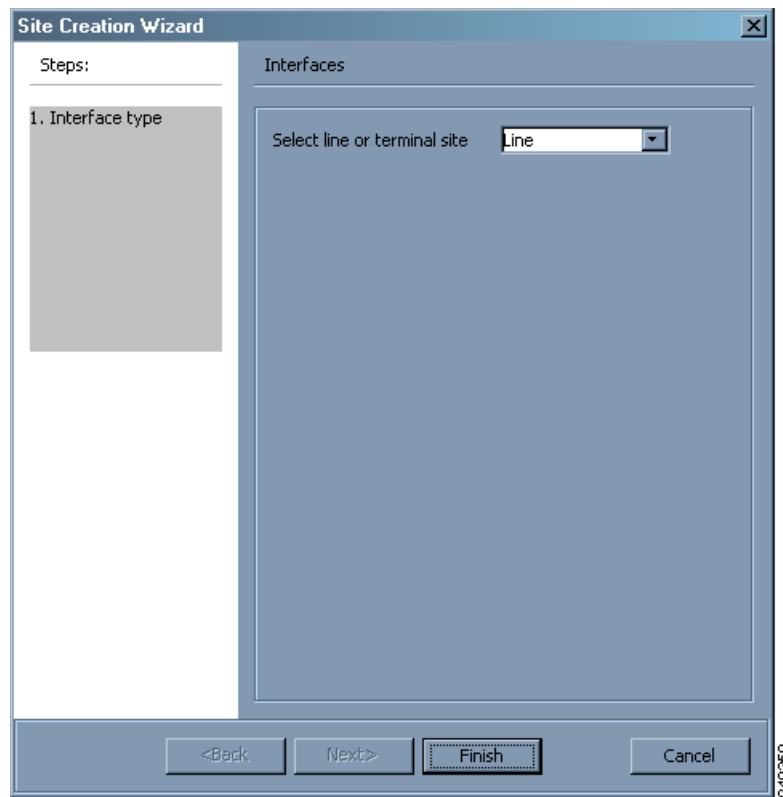 Site Creation Wizard
Steps:
Interfaces
1. Interface type
Select line or terminal site
Line
<Back
Next>
Finish
Cancel